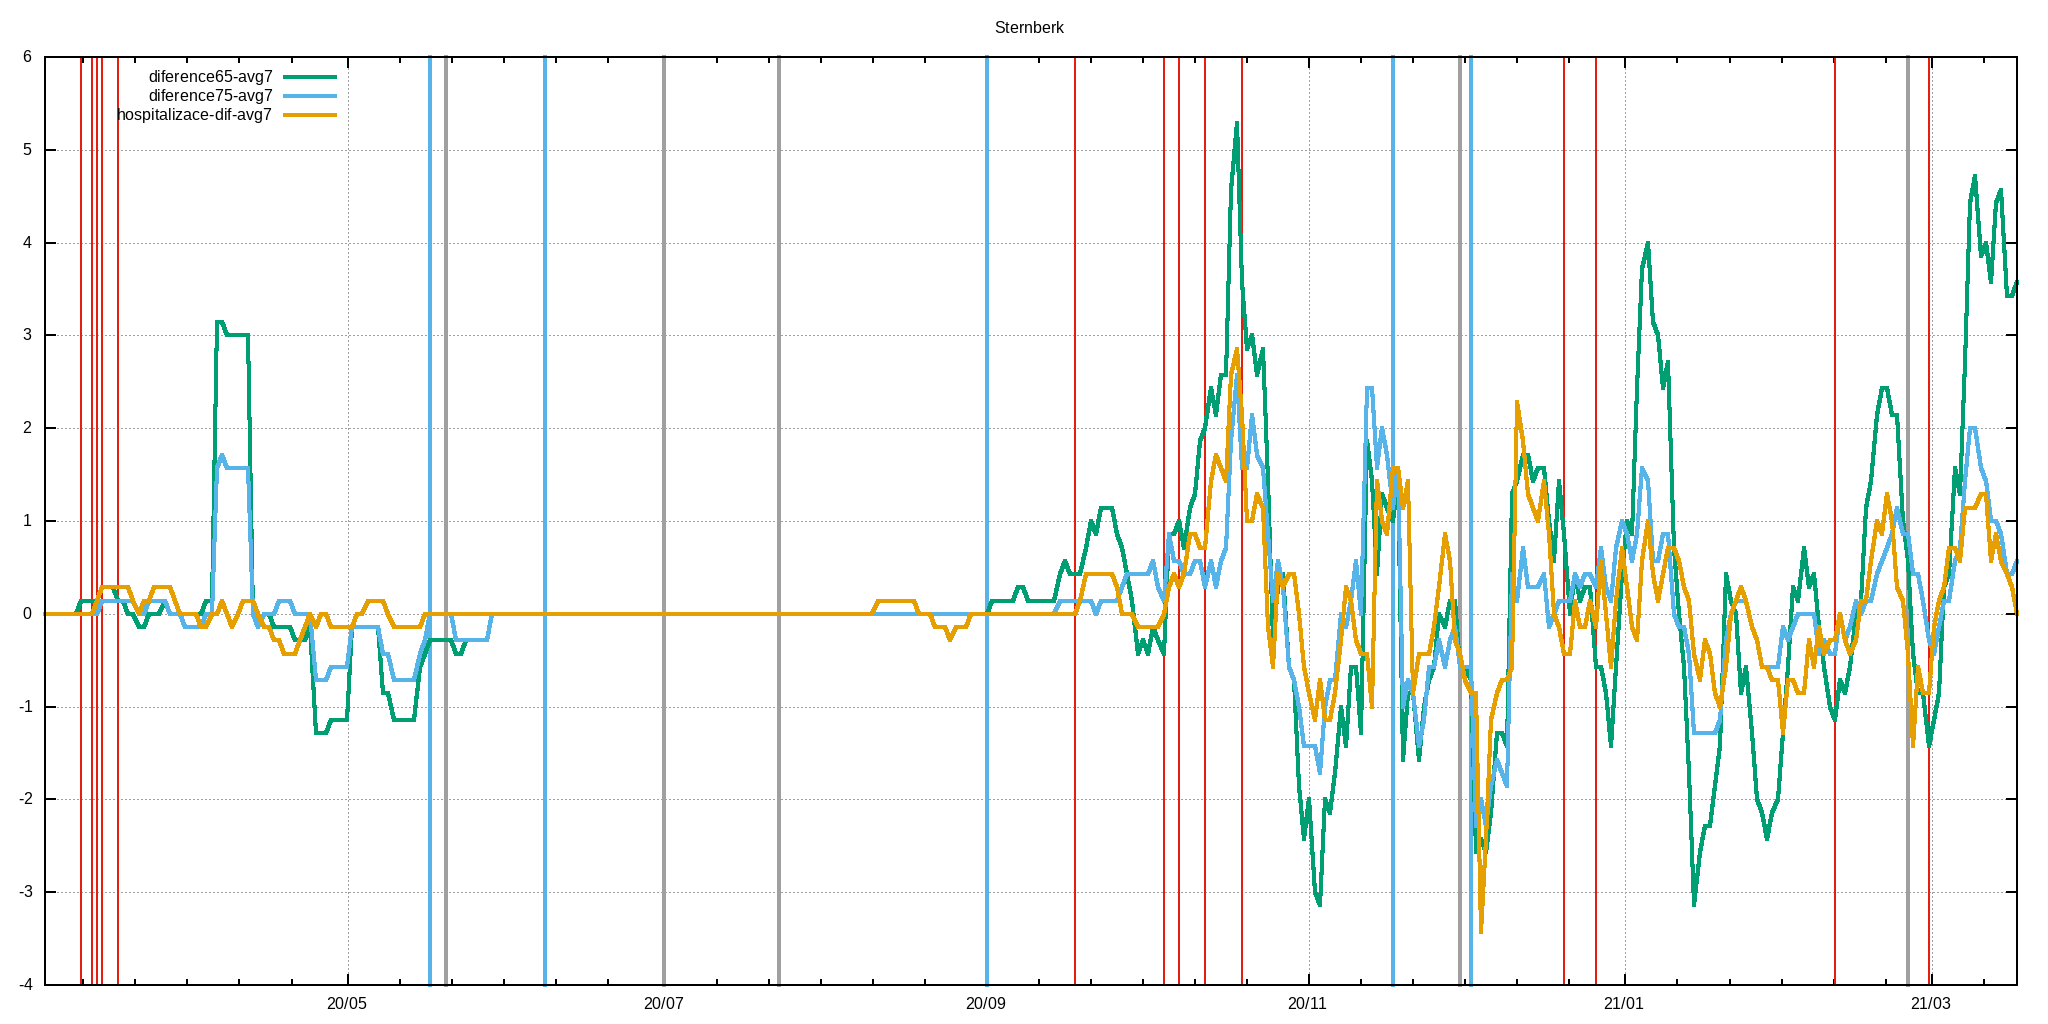 Sternberk
6
diference65-avg7
diference75-avg7
hospitalizace-dif-avg7
5
4
3
2
1
0
-1
-2
-3
-4
20/05 20/07 20/09 20/11 21/01 21/03